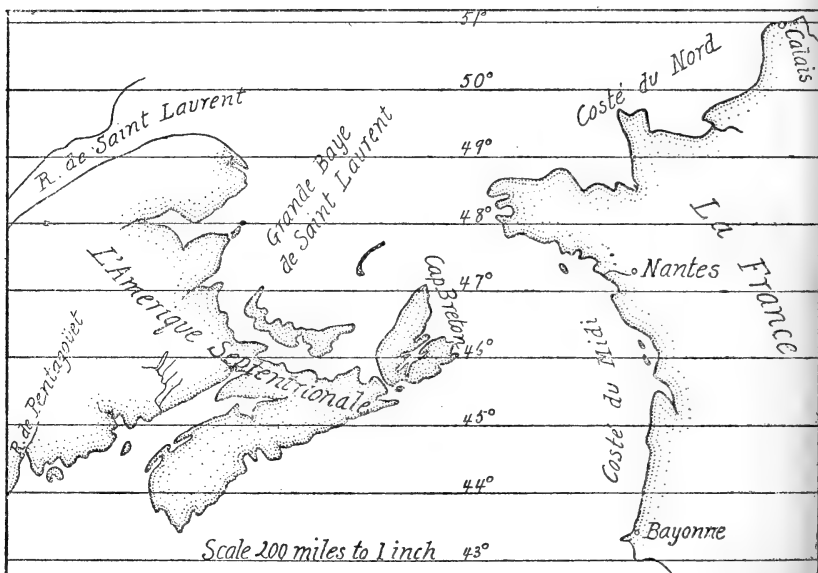 51°
Calais
Costé du Nord
50°
R. de Saint Laurent
49°
Grande Baye
de Saint Laurent
48°
La France
L'Amerique Septentrionale
Cap Breton
47°
Nantes
46°
R. de Pentagöüet
Costé du Midi
45°
44°
Bayonne
Scale 200 miles to 1 inch
43°